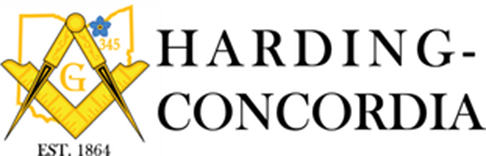 345
G
EST. 1864
HARDING-
CONCORDIA